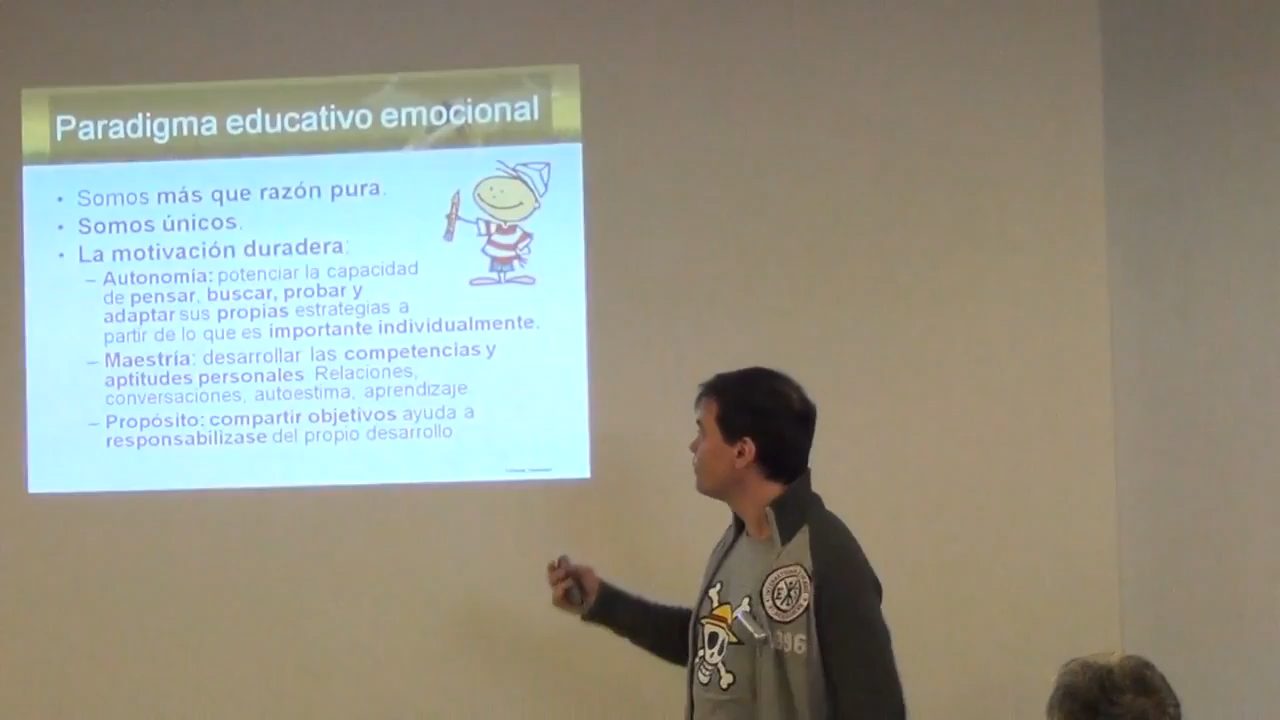 Paradigma educativo emocional
• Somos más que razón pura.
• Somos únicos.
• La motivación duradera:
– Autonomía: potenciar la capacidad
de pensar, buscar, probar y
adaptar sus propias estrategias a
partir de lo que es importante individualmente.
– Maestría: desarrollar las competencias y
aptitudes personales Relaciones,
conversaciones, autoestima, aprendizaje
– Propósito: compartir objetivos ayuda a
responsabilizase del propio desarrollo